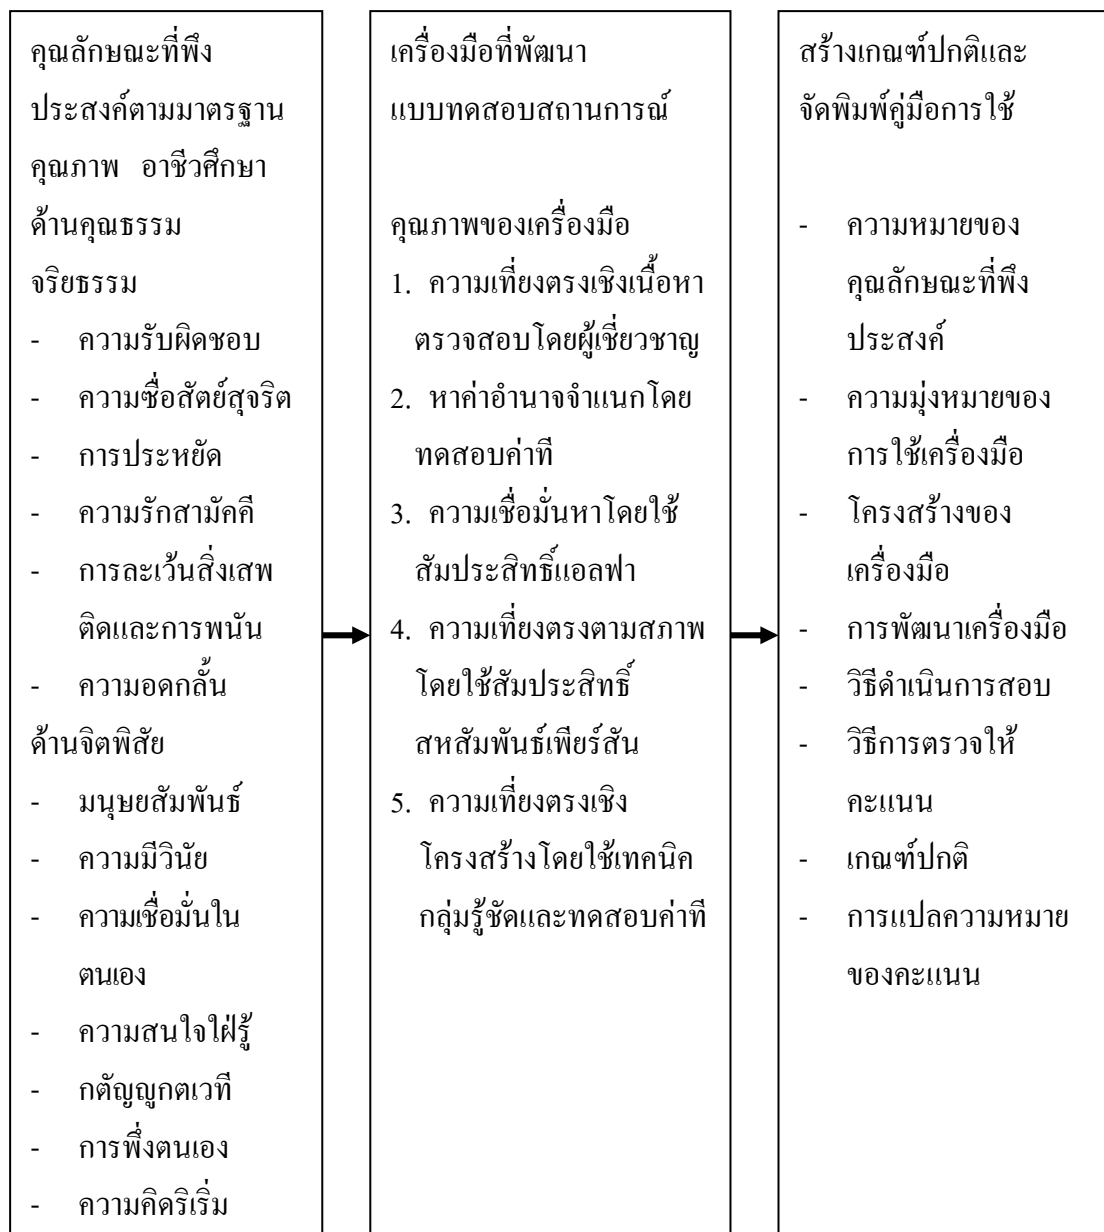 คุณลักษณะที่พึง
ประสงค์ตามมาตรฐาน
คุณภาพ อาชีวศึกษา
ด้านคุณธรรม
จริยธรรม
- ความรับผิดชอบ
- ความซื่อสัตย์สุจริต
- การประหยัด
- ความรักสามัคคี
- การละเว้นสิ่งเสพ
ติดและการพนัน
- ความอดกลั้น
ด้านจิตพิสัย
- มนุษยสัมพันธ์
- ความมีวินัย
- ความเชื่อมั่นใน
ตนเอง
- ความสนใจใฝ่รู้
- กตัญญูกตเวที
- การพึ่งตนเอง
- ความคิดริเริ่ม
เครื่องมือที่พัฒนา
แบบทดสอบสถานการณ์
คุณภาพของเครื่องมือ
1. ความเที่ยงตรงเชิงเนื้อหา
ตรวจสอบโดยผู้เชี่ยวชาญ
2. หาค่าอำนาจจำแนกโดย
ทดสอบค่าที
3. ความเชื่อมั่นหาโดยใช้
สัมประสิทธิ์แอลฟา
4. ความเที่ยงตรงตามสภาพ
โดยใช้สัมประสิทธิ์
สหสัมพันธ์เพียร์สัน
5. ความเที่ยงตรงเชิง
โครงสร้างโดยใช้เทคนิค
กลุ่มรู้ชัดและทดสอบค่าที
สร้างเกณฑ์ปกติและ
จัดพิมพ์คู่มือการใช้
- ความหมายของ
คุณลักษณะที่พึง
ประสงค์
- ความมุ่งหมายของ
การใช้เครื่องมือ
- โครงสร้างของ
เครื่องมือ
- การพัฒนาเครื่องมือ
- วิธีดำเนินการสอบ
- วิธีการตรวจให้
คะแนน
- เกณฑ์ปกติ
- การแปลความหมาย
ของคะแนน